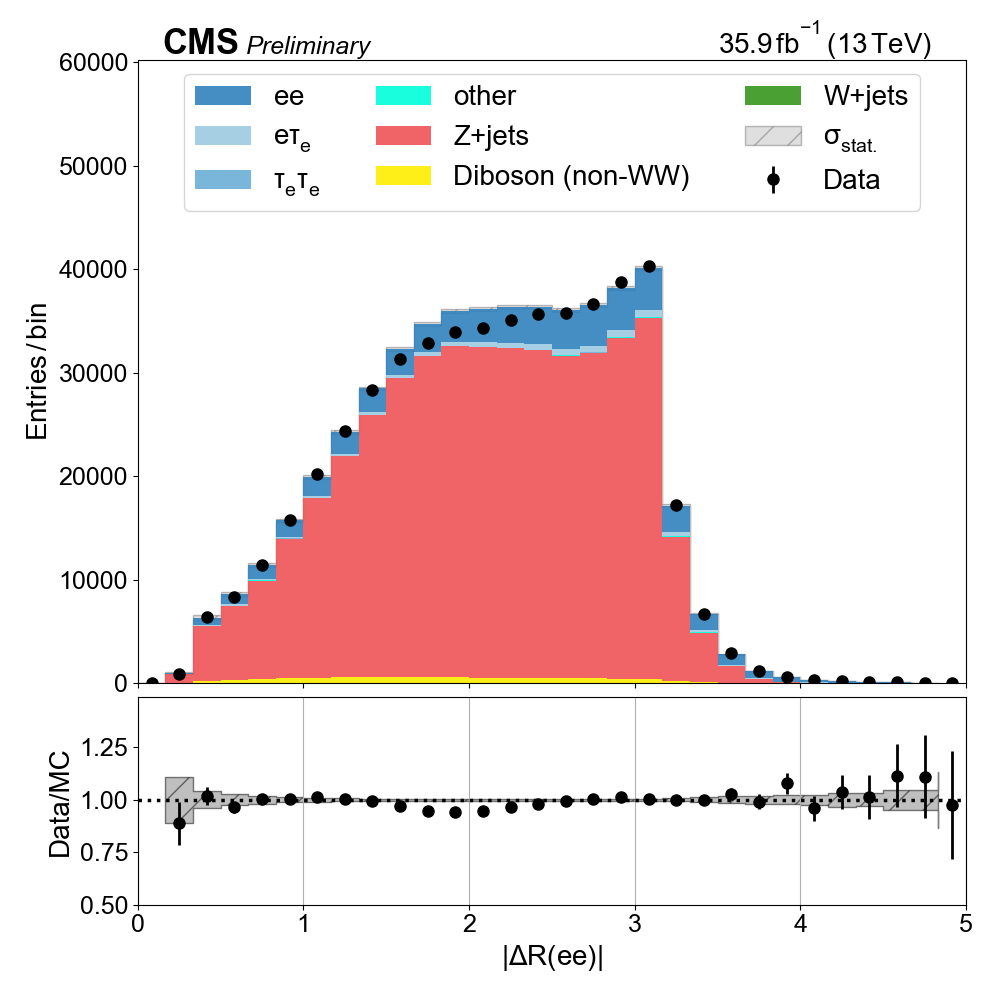 CMS Preliminary 35.9 fb⁻¹ (13 TeV)
60000
50000
40000
30000
20000
10000
0
Entries / bin
ee
eτₑ
τₑτₑ
other
Z+jets
Diboson (non-WW)
W+jets
σstat.
Data
1.25
1.00
0.75
0.50
Data/MC
0 1 2 3 4 5
|ΔR(ee)|